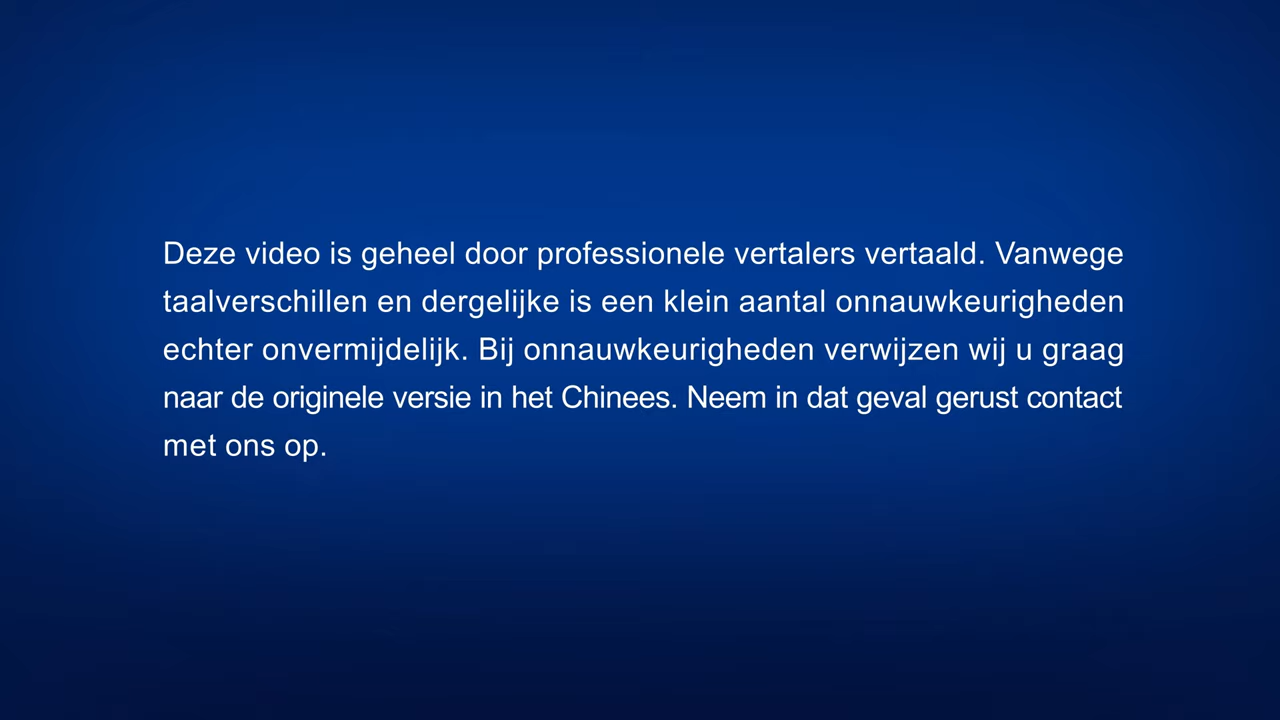 Deze video is geheel door professionele vertalers vertaald. Vanwege
taalverschillen en dergelijke is een klein aantal onnauwkeurigheden
echter onvermijdelijk. Bij onnauwkeurigheden verwijzen wij u graag
naar de originele versie in het Chinees. Neem in dat geval gerust contact
met ons op.